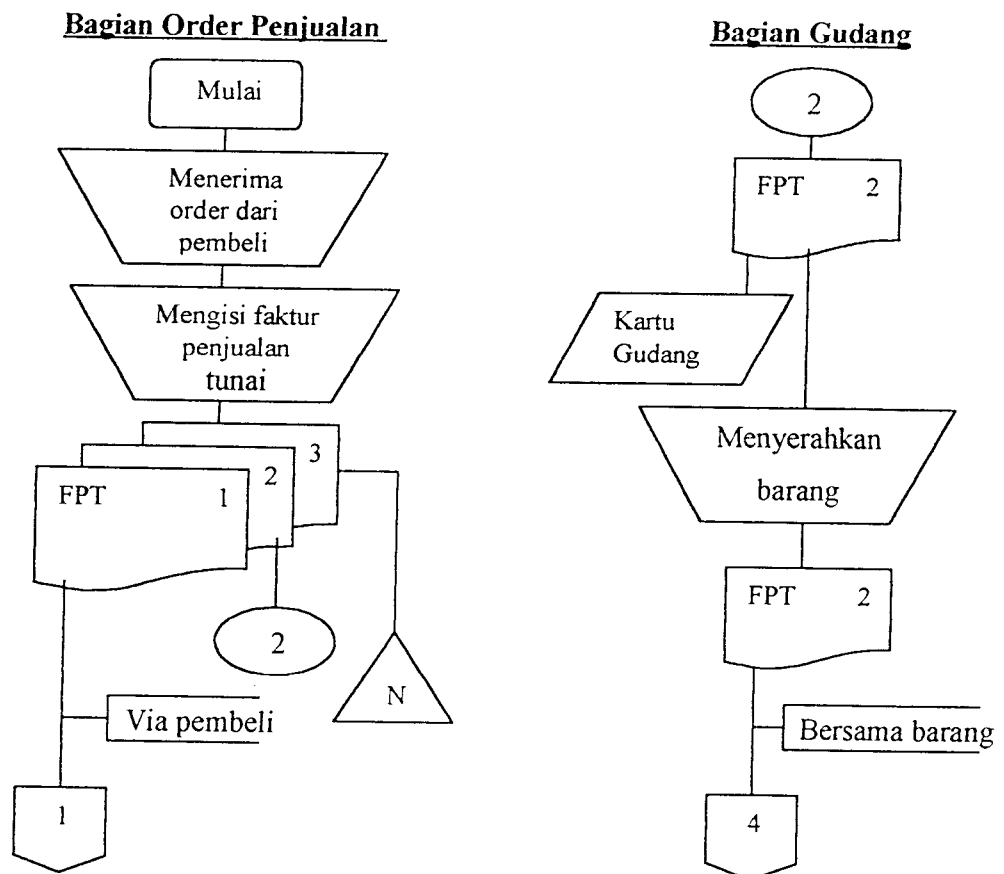 Bagian Order Penjualan
Mulai
Menerima
order dari
pembeli
Mengisi faktur
penjualan
tunai
3
2
FPT 1
2
N
Via pembeli
1
Bagian Gudang
2
FPT 2
Kartu
Gudang
Menyerahkan
barang
FPT 2
Bersama barang
4